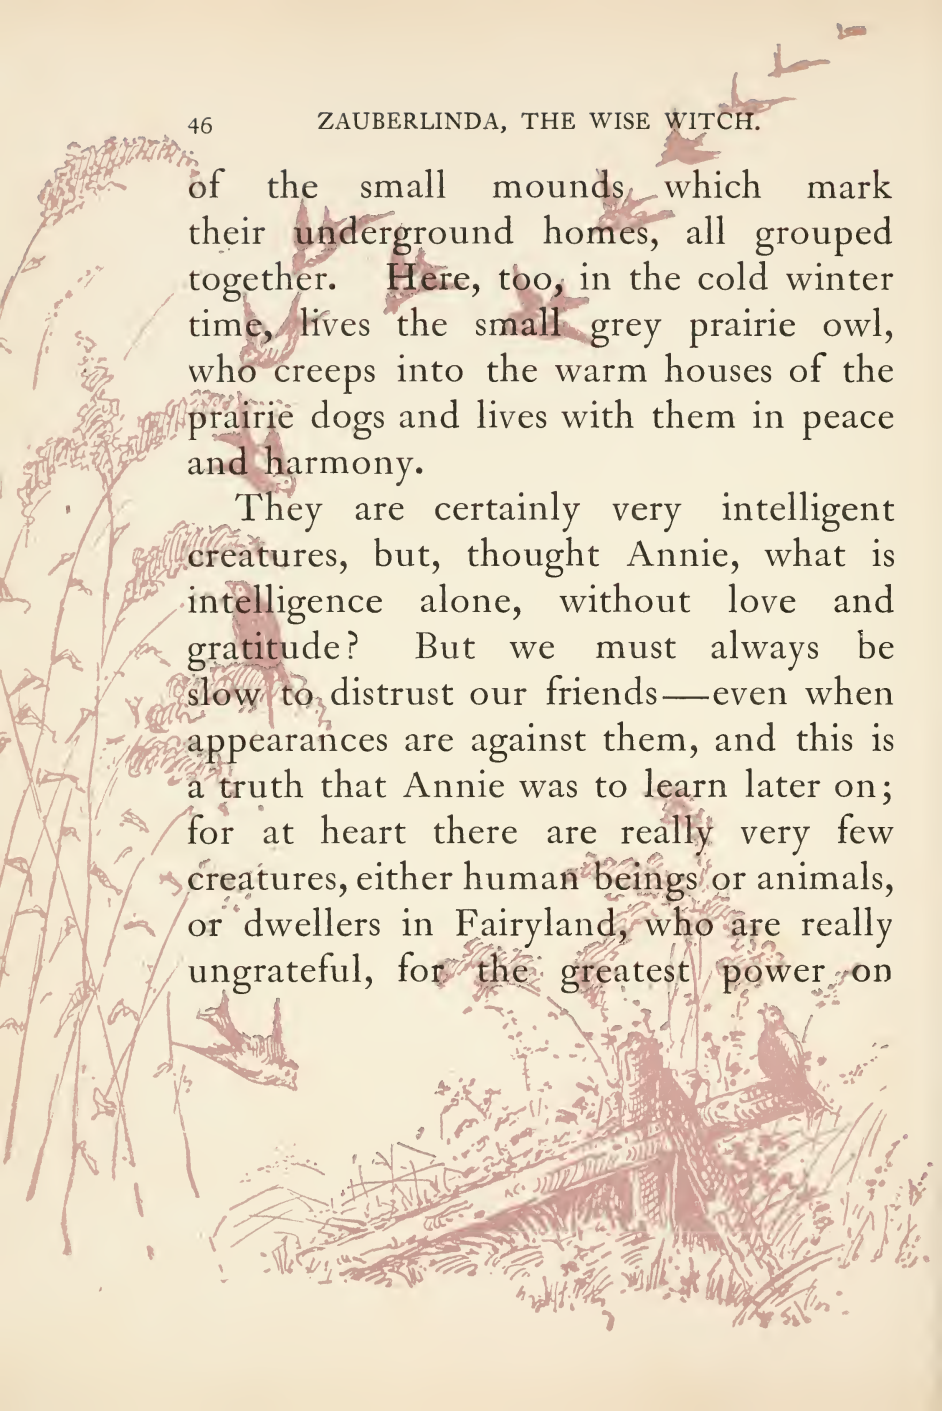 46 ZAUBERLINDA, THE WISE WITCH.
of the small mounds which mark
their underground homes, all grouped
together. Here, too, in the cold winter
time, lives the small grey prairie owl,
who creeps into the warm houses of the
prairie dogs and lives with them in peace
and harmony.
They are certainly very intelligent
creatures, but, thought Annie, what is
intelligence alone, without love and
gratitude? But we must always be
slow to distrust our friends—even when
appearances are against them, and this is
a truth that Annie was to learn later on;
for at heart there are really very few
creatures, either human beings or animals,
or dwellers in Fairyland, who are really
ungrateful, for the greatest power on